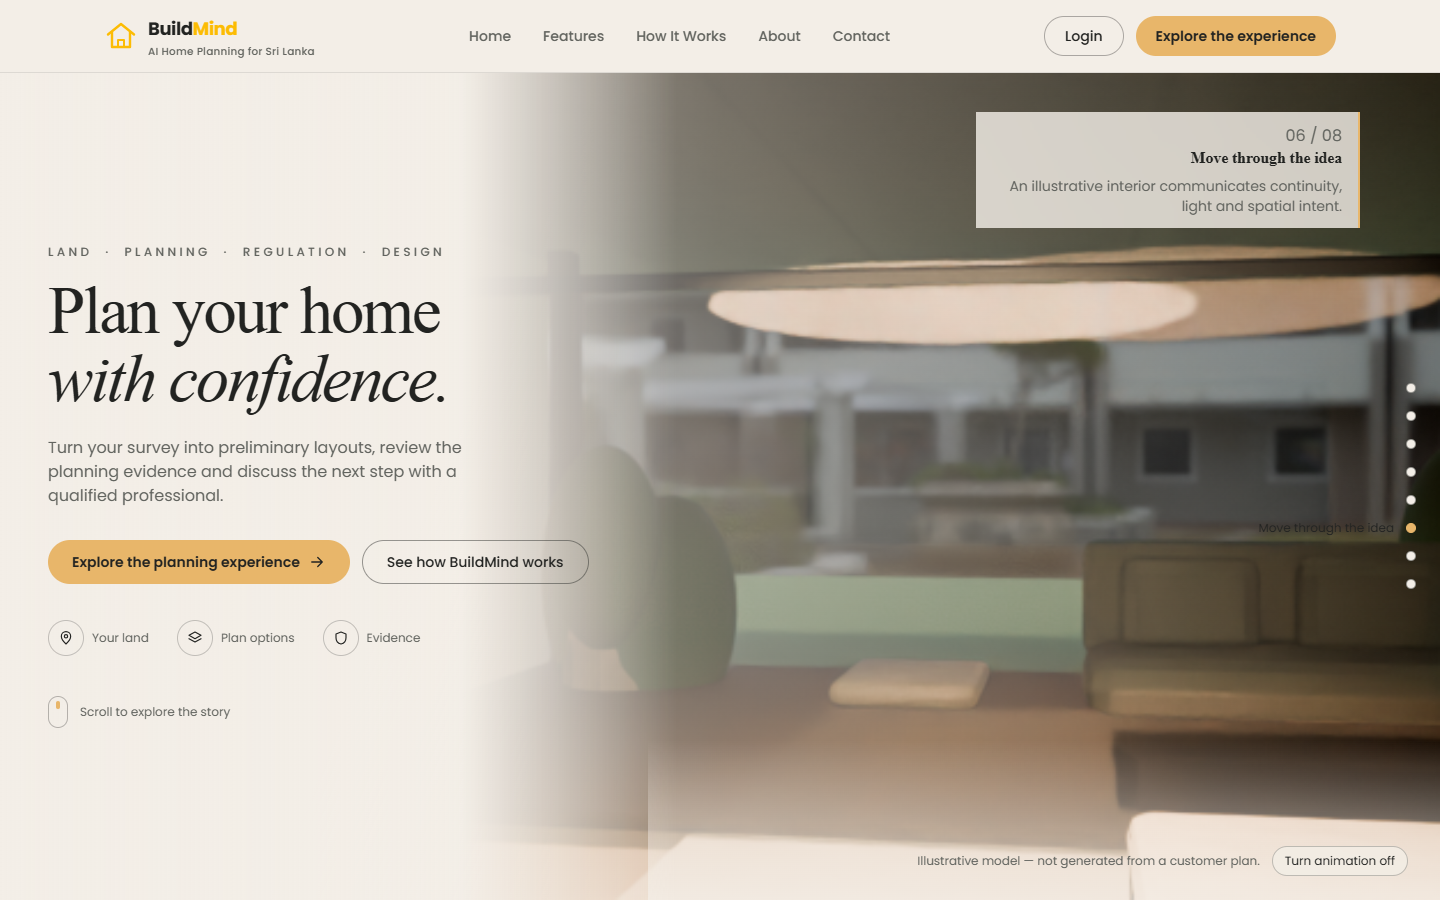 BuildMind
AI Home Planning for Sri Lanka
Home
Features
How It Works
About
Contact
Login
Explore the experience
06 / 08
Move through the idea
An illustrative interior communicates continuity,
light and spatial intent.
LAND · PLANNING · REGULATION · DESIGN
Plan your home
with confidence.
Turn your survey into preliminary layouts, review the
planning evidence and discuss the next step with a
qualified professional.
Explore the planning experience →
See how BuildMind works
Your land
Plan options
Evidence
Scroll to explore the story
Move through the idea
Illustrative model — not generated from a customer plan.
Turn animation off